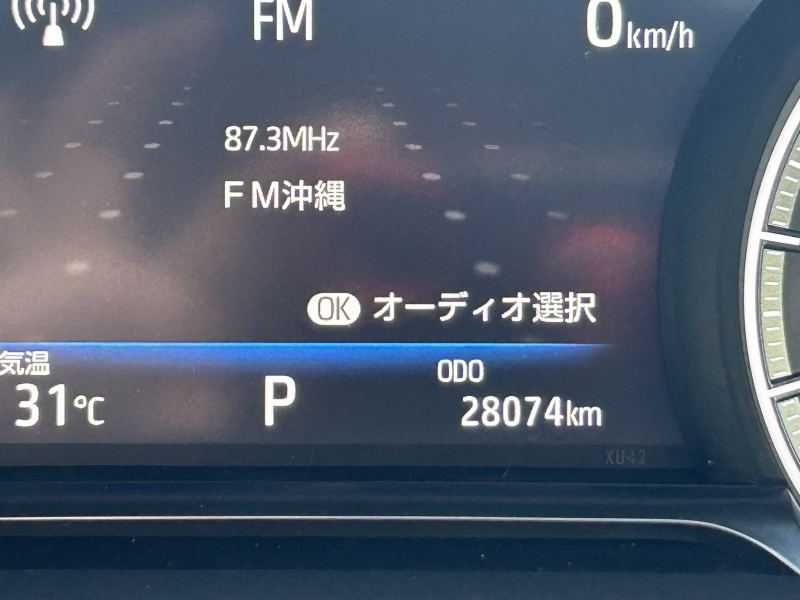 FM
0km/h
87.3MHz
ＦＭ沖縄
OK オーディオ選択
気温
31℃
P
ODO
28074km
XU42